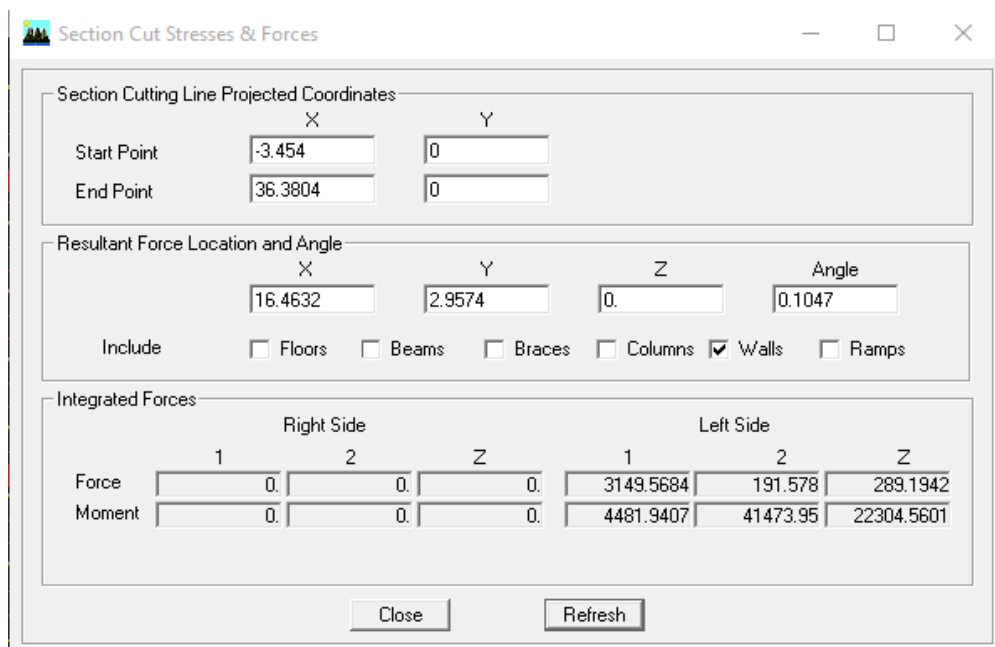 Section Cut Stresses & Forces
Section Cutting Line Projected Coordinates
X Y
Start Point -3.454 0
End Point 36.3804 0
Resultant Force Location and Angle
X Y Z Angle
16.4632 2.9574 0. 0.1047
Include Floors Beams Braces Columns Walls Ramps
Integrated Forces
Right Side Left Side
1 2 Z 1 2 Z
Force 0. 0. 0. 3149.5684 191.578 289.1942
Moment 0. 0. 0. 4481.9407 41473.95 22304.5601
Close Refresh